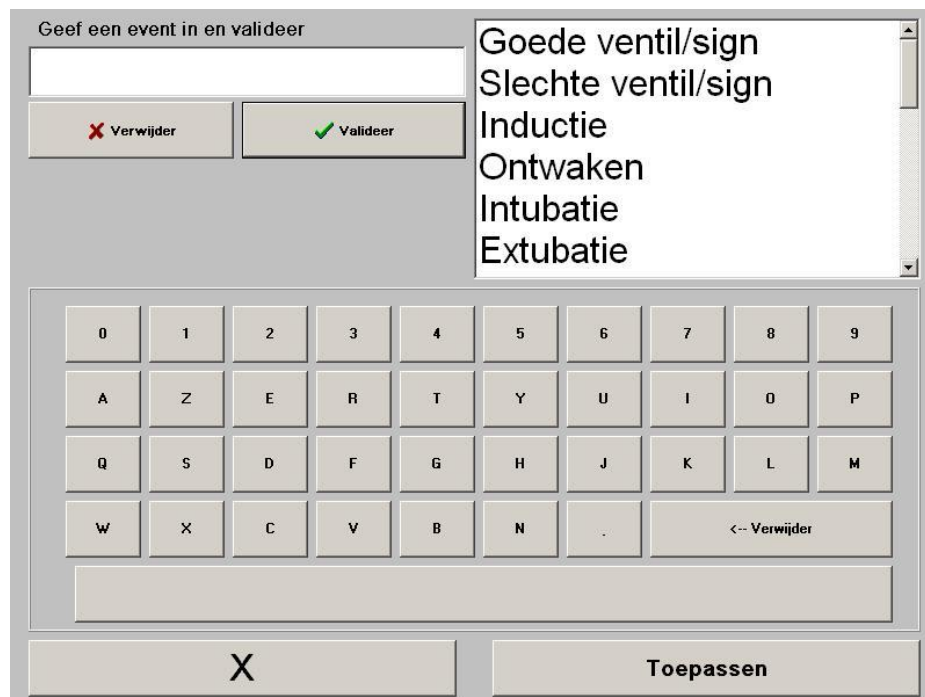 Geef een event in en valideer
Verwijder
Valideer
Goede ventil/sign
Slechte ventil/sign
Inductie
Ontwaken
Intubatie
Extubatie
0 1 2 3 4 5 6 7 8 9
A Z E R T Y U I O P
Q S D F G H J K L M
W X C V B N . <-- Verwijder
X
Toepassen